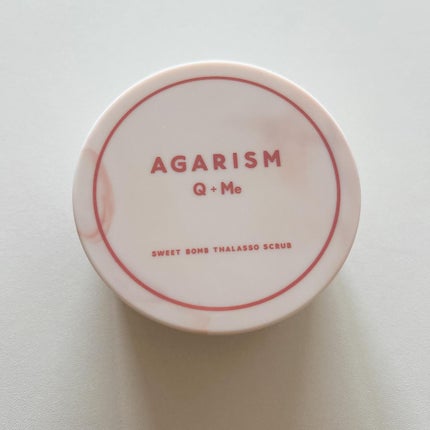 AGARISM
Q + Me
SWEET BOMB THALASSO SCRUB